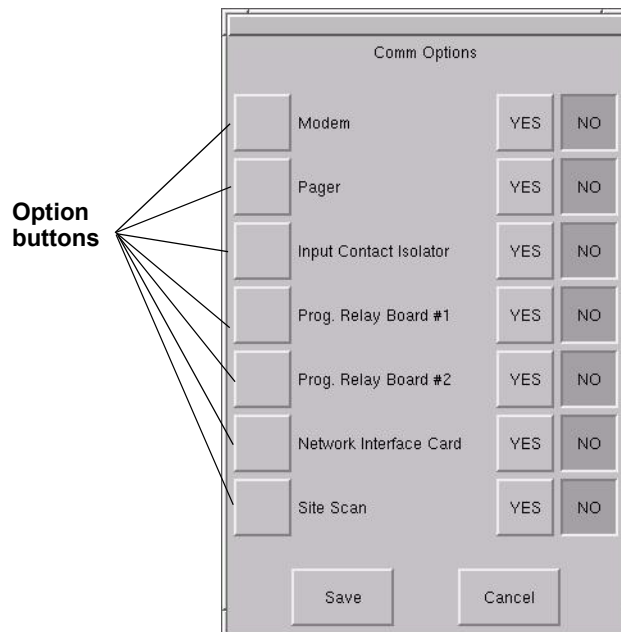 Comm Options
Modem YES NO
Pager YES NO
Option
buttons
Input Contact Isolator YES NO
Prog. Relay Board #1 YES NO
Prog. Relay Board #2 YES NO
Network Interface Card YES NO
Site Scan YES NO
Save Cancel